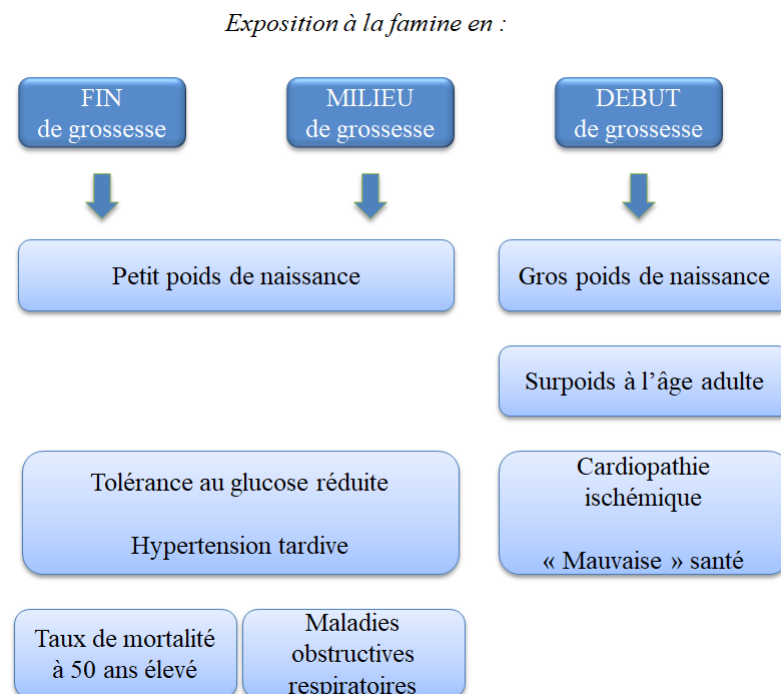 Exposition à la famine en :
FIN
de grossesse
MILIEU
de grossesse
DEBUT
de grossesse
Petit poids de naissance
Gros poids de naissance
Surpoids à l’âge adulte
Tolérance au glucose réduite
Hypertension tardive
Cardiopathie
ischémique
« Mauvaise » santé
Taux de mortalité
à 50 ans élevé
Maladies
obstructives
respiratoires